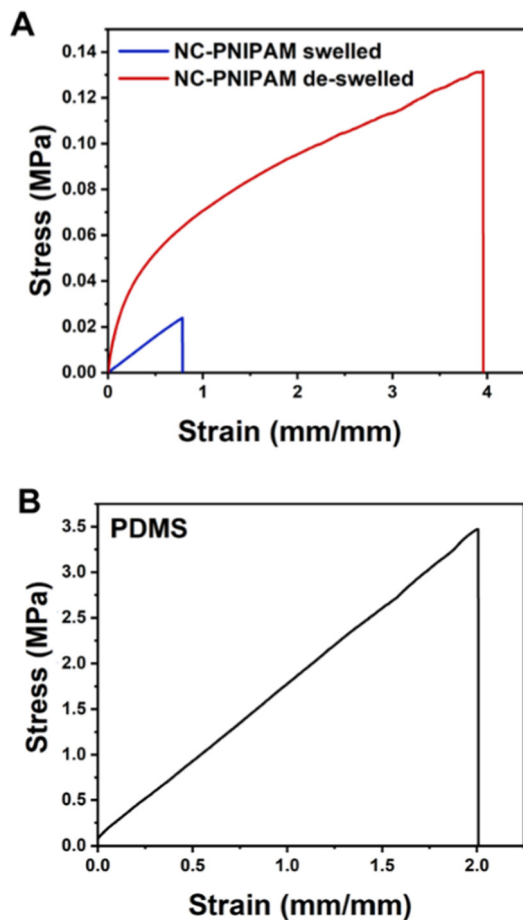 A
NC-PNIPAM swelled
NC-PNIPAM de-swelled
0.14
0.12
0.10
0.08
0.06
0.04
0.02
0.00
Stress (MPa)
0 1 2 3 4
Strain (mm/mm)
B
PDMS
3.5
3.0
2.5
2.0
1.5
1.0
0.5
0.0
Stress (MPa)
0.0 0.5 1.0 1.5 2.0
Strain (mm/mm)